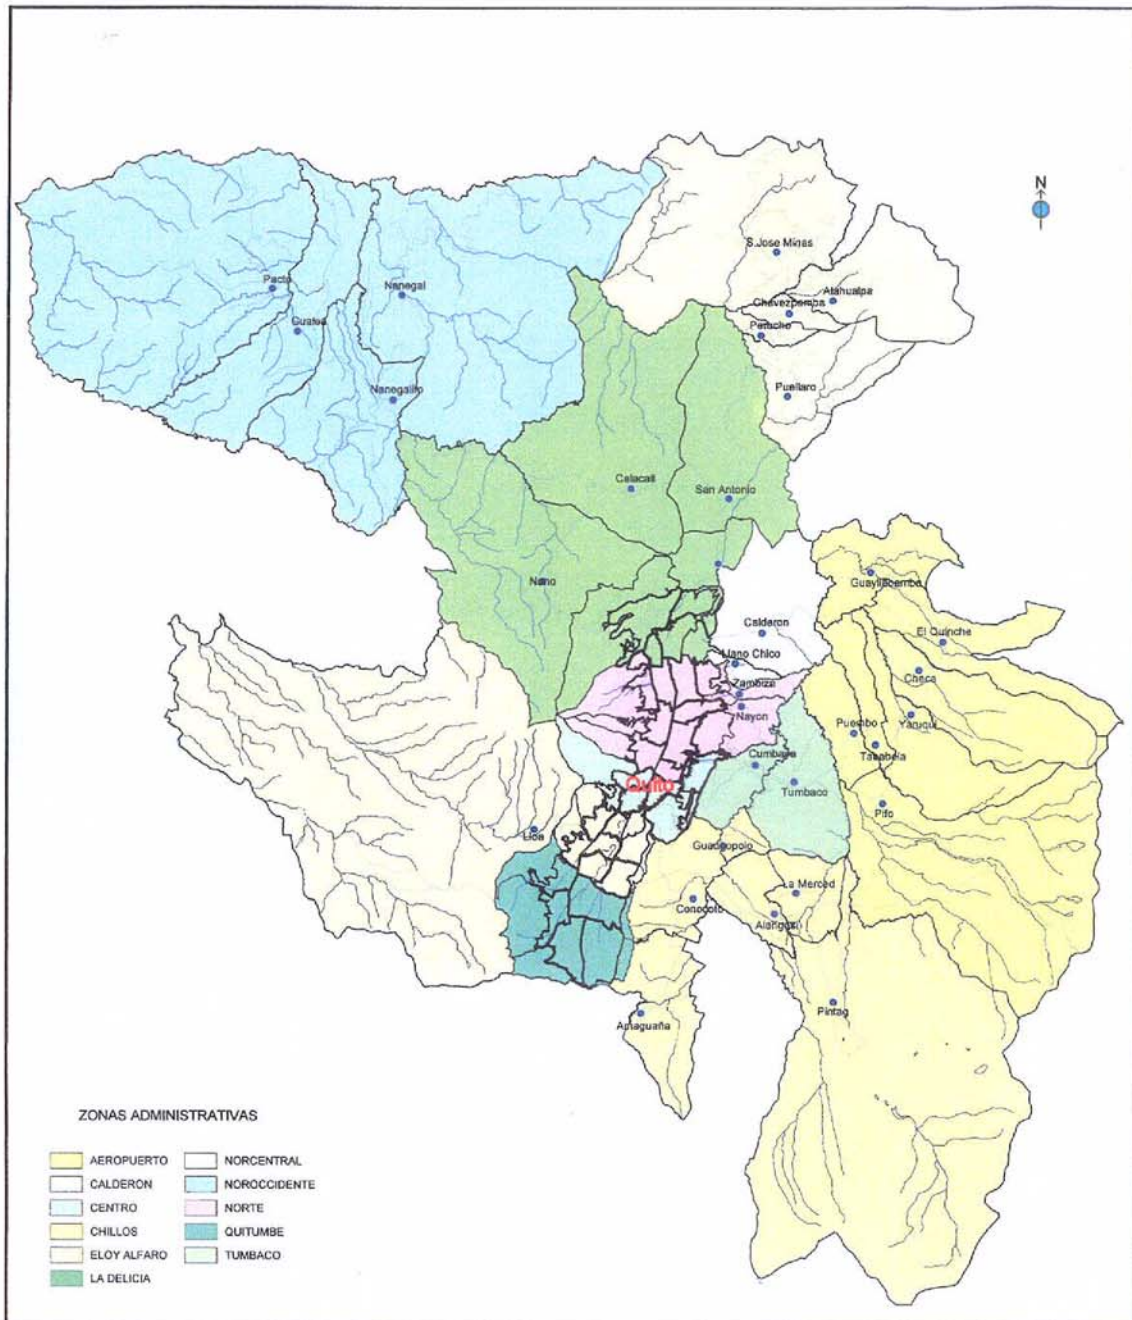 N
S.Jose Minas
Pacto
Nanegal
Atahualpa
Chavezpamba
Gualea
Perucho
Nanegalito
Puellaro
Calacali
San Antonio
Nono
Guayllabamba
Calderon
El Quinche
Llano Chico
Checa
Zambiza
Nayon
Yaruqui
Puembo
Tababela
Cumbaya
Quito
Tumbaco
Pifo
Lloa
Guangopolo
La Merced
Conocoto
Alangasi
Pintag
Amaguaña
ZONAS ADMINISTRATIVAS
AEROPUERTO NORCENTRAL
CALDERON NOROCCIDENTE
CENTRO NORTE
CHILLOS QUITUMBE
ELOY ALFARO TUMBACO
LA DELICIA